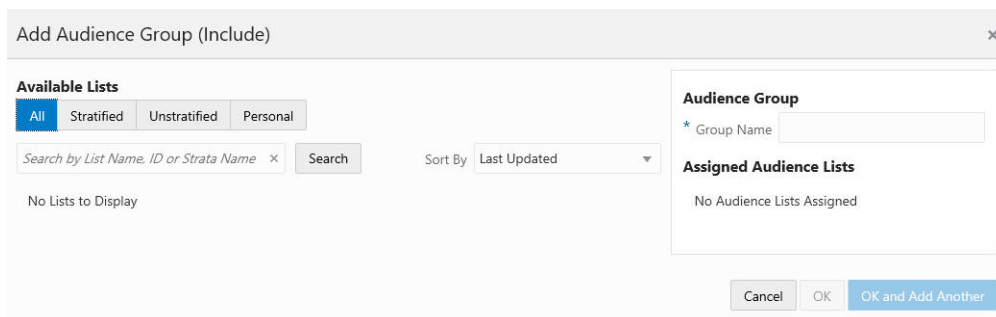 Add Audience Group (Include)
×
Available Lists
All Stratified Unstratified Personal
Search by List Name, ID or Strata Name × Search Sort By Last Updated
No Lists to Display
Audience Group
* Group Name
Assigned Audience Lists
No Audience Lists Assigned
Cancel OK OK and Add Another